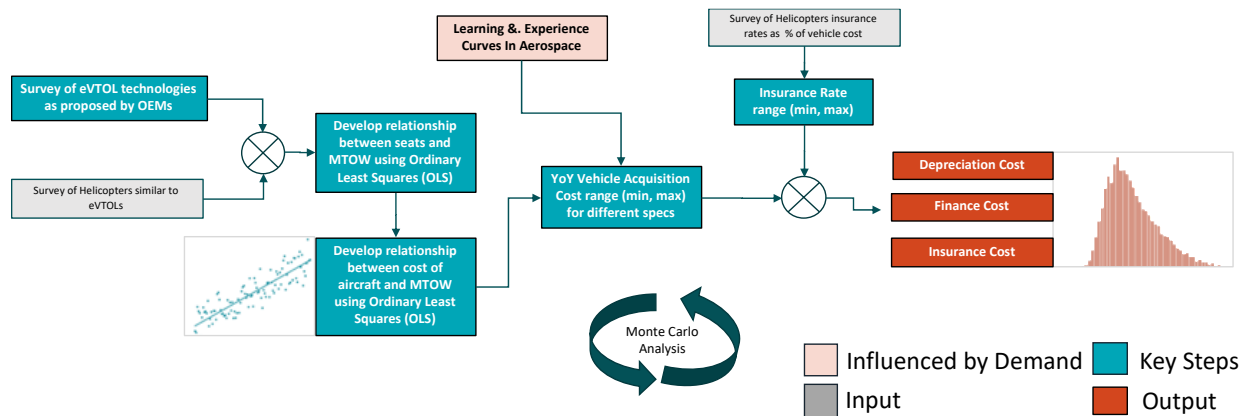 Learning &. Experience
Curves In Aerospace
Survey of Helicopters insurance
rates as % of vehicle cost
Survey of eVTOL technologies
as proposed by OEMs
Insurance Rate
range (min, max)
Develop relationship
between seats and
MTOW using Ordinary
Least Squares (OLS)
Survey of Helicopters similar to
eVTOLs
YoY Vehicle Acquisition
Cost range (min, max)
for different specs
Depreciation Cost
Finance Cost
Insurance Cost
Develop relationship
between cost of
aircraft and MTOW
using Ordinary Least
Squares (OLS)
Monte Carlo
Analysis
Influenced by Demand
Key Steps
Input
Output